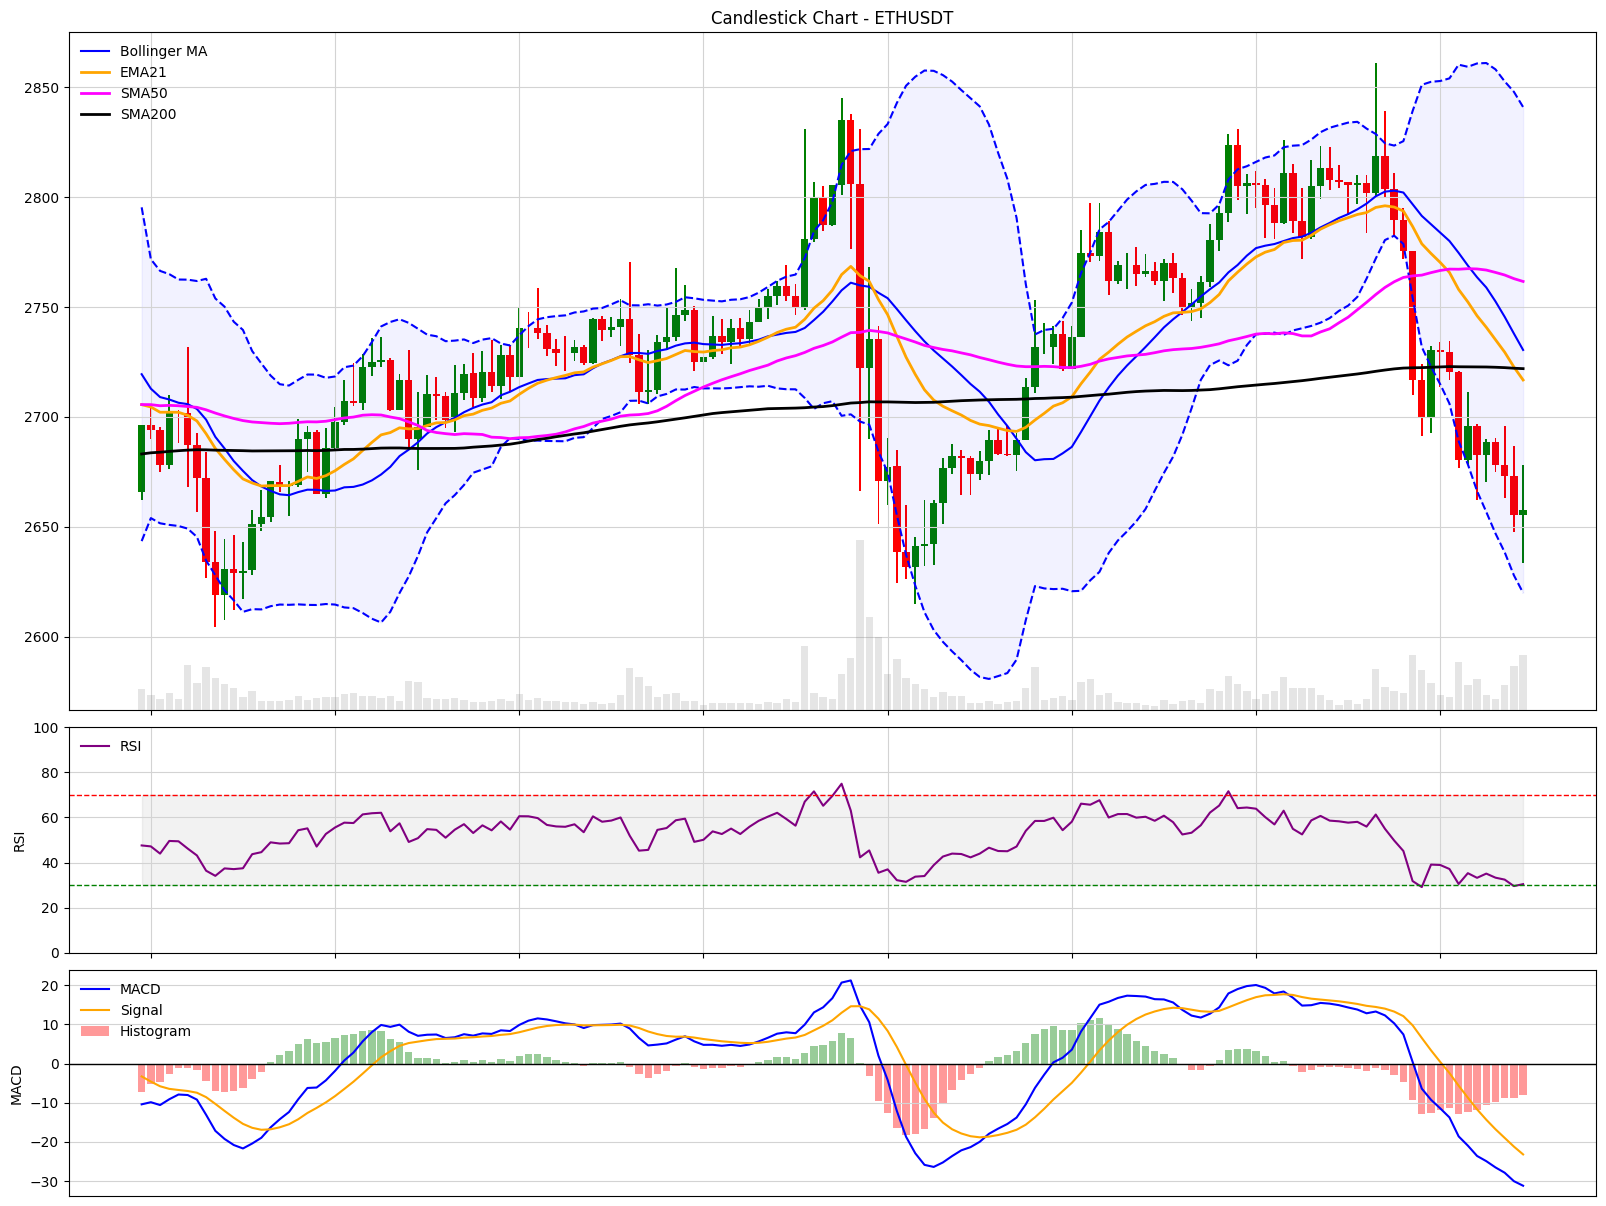 Candlestick Chart - ETHUSDT
Bollinger MA
EMA21
SMA50
SMA200
2850
2800
2750
2700
2650
2600
RSI
100
80
60
40
20
0
RSI
MACD
Signal
Histogram
20
10
0
−10
−20
−30
MACD